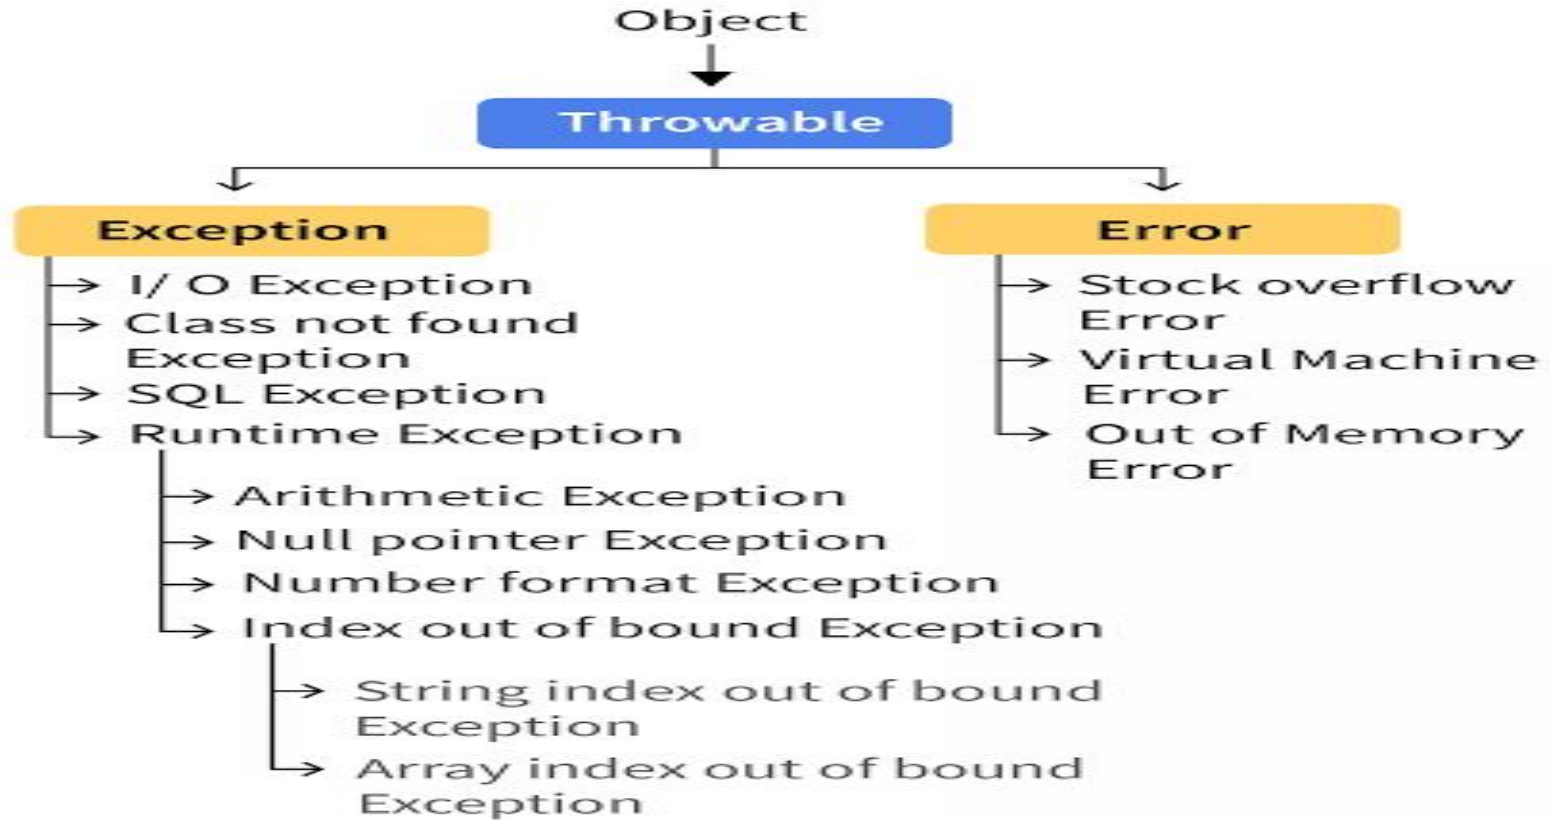 Object
Throwable
Exception
I/ O Exception
Class not found
Exception
SQL Exception
Runtime Exception
Arithmetic Exception
Null pointer Exception
Number format Exception
Index out of bound Exception
String index out of bound
Exception
Array index out of bound
Exception
Error
Stock overflow
Error
Virtual Machine
Error
Out of Memory
Error